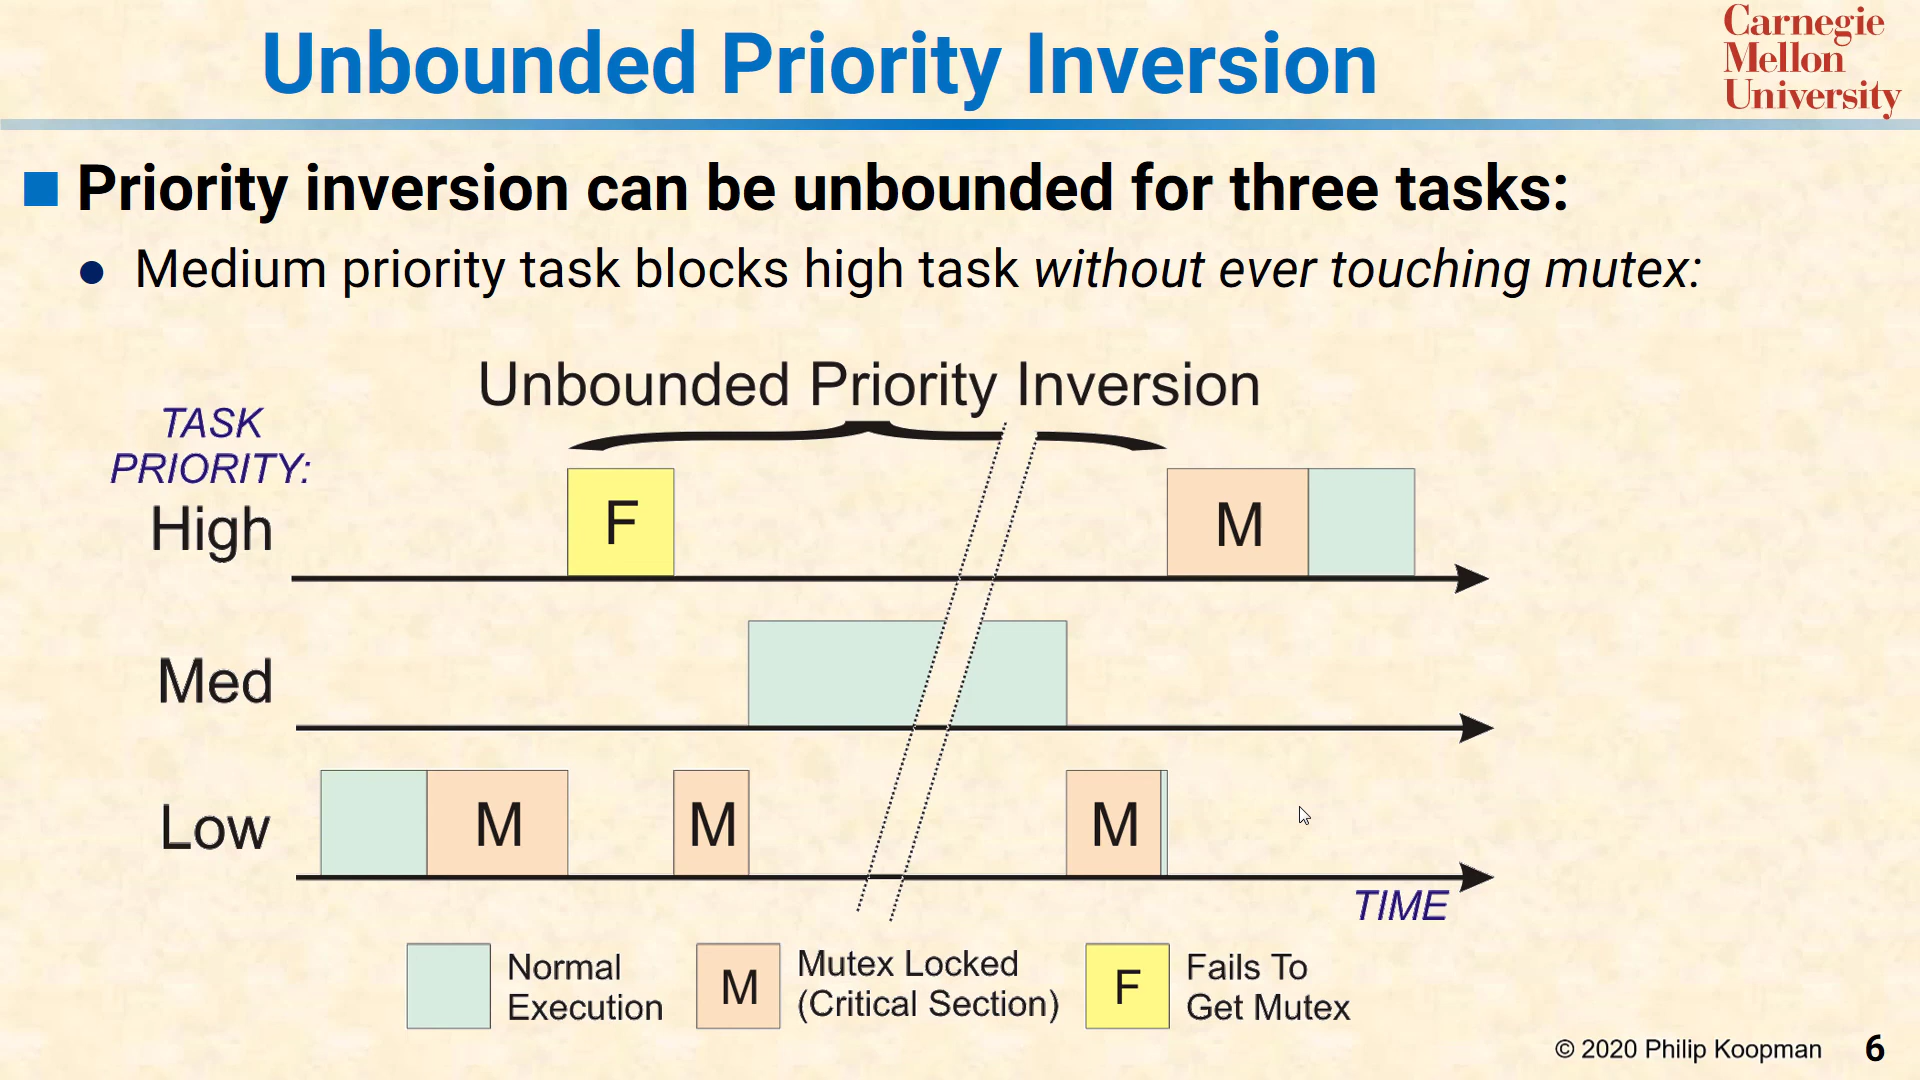 Unbounded Priority Inversion
Carnegie
Mellon
University
Priority inversion can be unbounded for three tasks:
Medium priority task blocks high task without ever touching mutex:
Unbounded Priority Inversion
TASK
PRIORITY:
High
F
M
Med
Low
M
M
M
TIME
Normal
Execution
M
Mutex Locked
(Critical Section)
F
Fails To
Get Mutex
© 2020 Philip Koopman
6